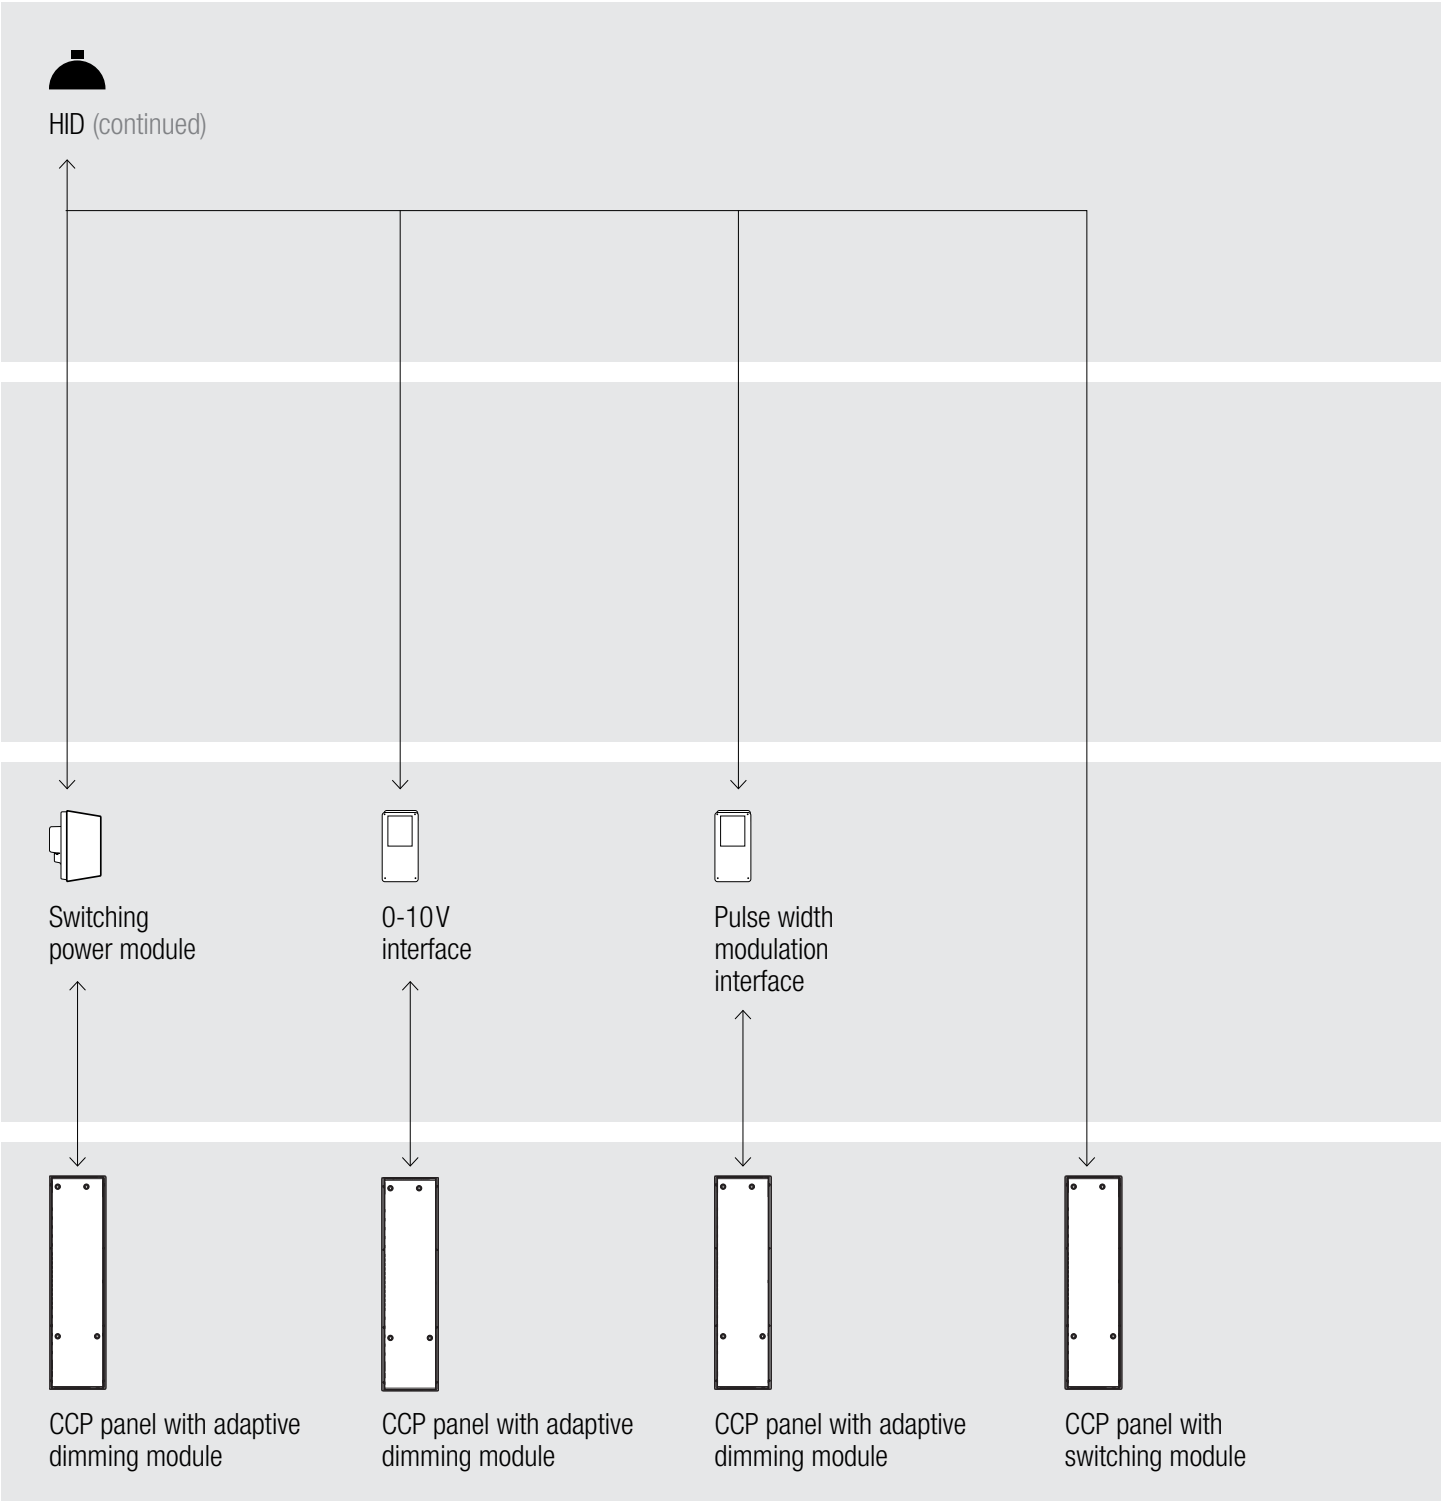 HID (continued)
Switching
power module
0-10V
interface
Pulse width
modulation
interface
CCP panel with adaptive
dimming module
CCP panel with adaptive
dimming module
CCP panel with adaptive
dimming module
CCP panel with
switching module